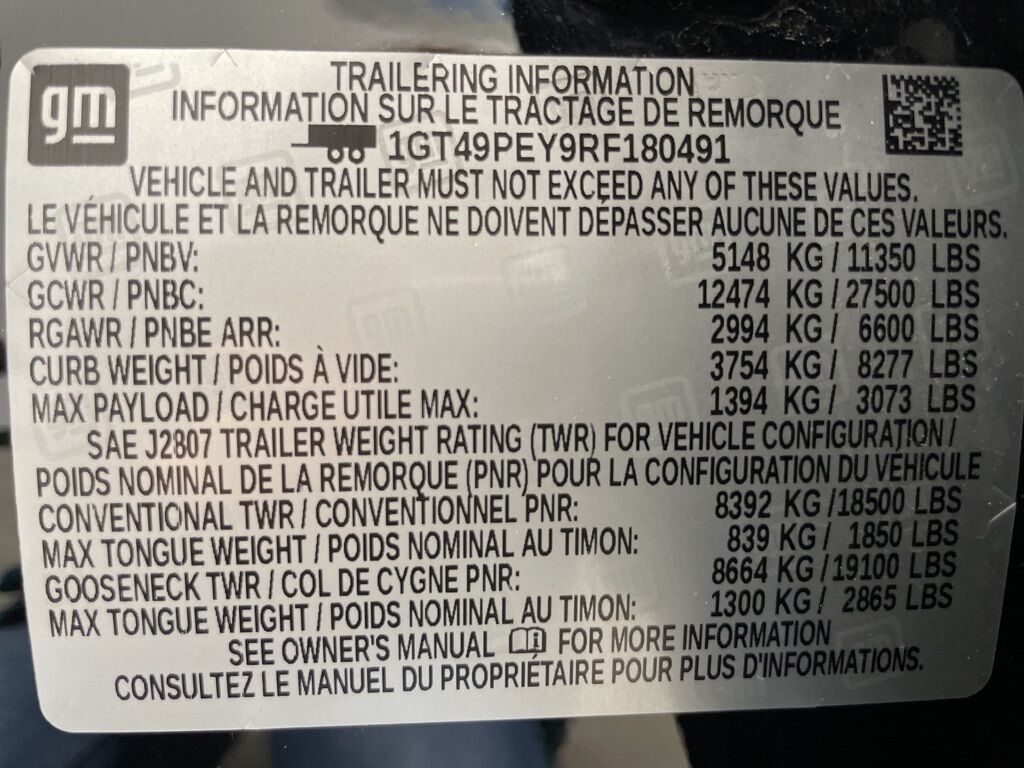 gm
TRAILERING INFORMATION
INFORMATION SUR LE TRACTAGE DE REMORQUE
1GT49PEY9RF180491
VEHICLE AND TRAILER MUST NOT EXCEED ANY OF THESE VALUES.
LE VÉHICULE ET LA REMORQUE NE DOIVENT DÉPASSER AUCUNE DE CES VALEURS.
GVWR / PNBV: 5148 KG / 11350 LBS
GCWR / PNBC: 12474 KG / 27500 LBS
RGAWR / PNBE ARR: 2994 KG / 6600 LBS
CURB WEIGHT / POIDS À VIDE: 3754 KG / 8277 LBS
MAX PAYLOAD / CHARGE UTILE MAX: 1394 KG / 3073 LBS
SAE J2807 TRAILER WEIGHT RATING (TWR) FOR VEHICLE CONFIGURATION /
POIDS NOMINAL DE LA REMORQUE (PNR) POUR LA CONFIGURATION DU VÉHICULE
CONVENTIONAL TWR / CONVENTIONNEL PNR: 8392 KG /18500 LBS
MAX TONGUE WEIGHT / POIDS NOMINAL AU TIMON: 839 KG / 1850 LBS
GOOSENECK TWR / COL DE CYGNE PNR: 8664 KG /19100 LBS
MAX TONGUE WEIGHT / POIDS NOMINAL AU TIMON: 1300 KG / 2865 LBS
SEE OWNER'S MANUAL FOR MORE INFORMATION
CONSULTEZ LE MANUEL DU PROPRIÉTAIRE POUR PLUS D'INFORMATIONS.